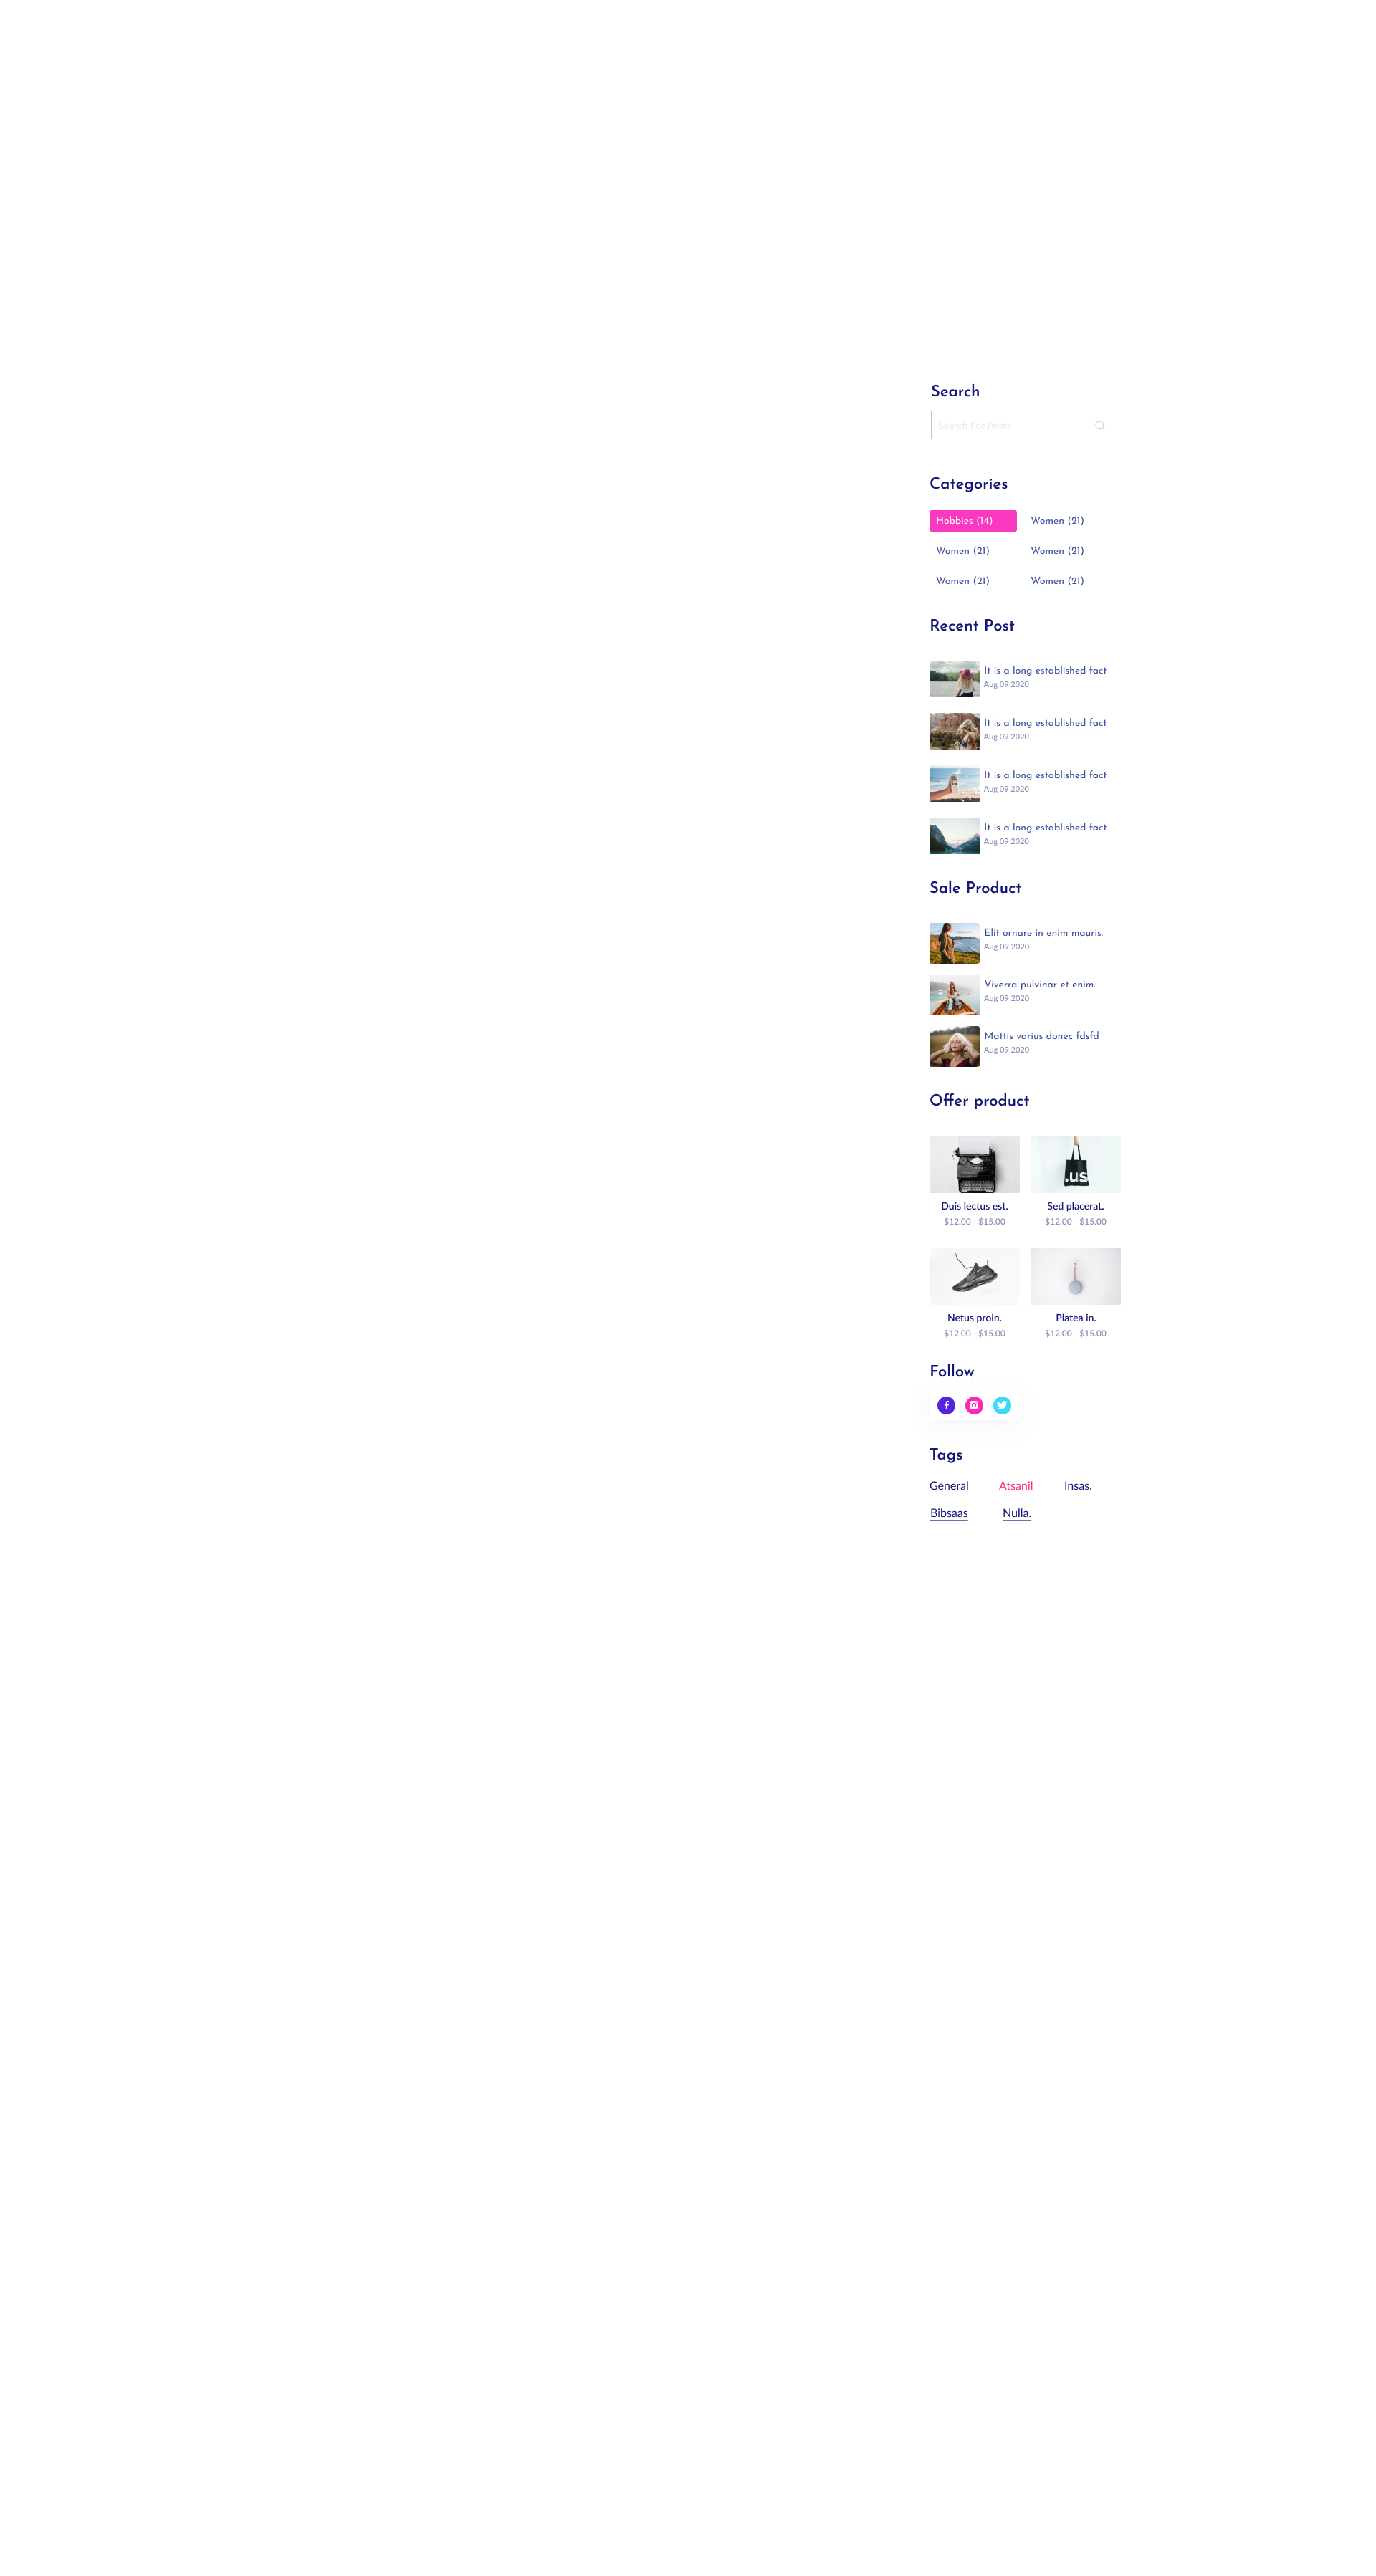 Search
Search For Posts
Categories
Hobbies (14)
Women (21)
Women (21)
Women (21)
Women (21)
Women (21)
Recent Post
It is a long established fact
Aug 09 2020
It is a long established fact
Aug 09 2020
It is a long established fact
Aug 09 2020
It is a long established fact
Aug 09 2020
Sale Product
Elit ornare in enim mauris.
Aug 09 2020
Viverra pulvinar et enim.
Aug 09 2020
Mattis varius donec fdsfd
Aug 09 2020
Offer product
.us
Duis lectus est.
$12.00 - $15.00
Sed placerat.
$12.00 - $15.00
Netus proin.
$12.00 - $15.00
Platea in.
$12.00 - $15.00
Follow
Tags
General
Atsanil
Insas.
Bibsaas
Nulla.